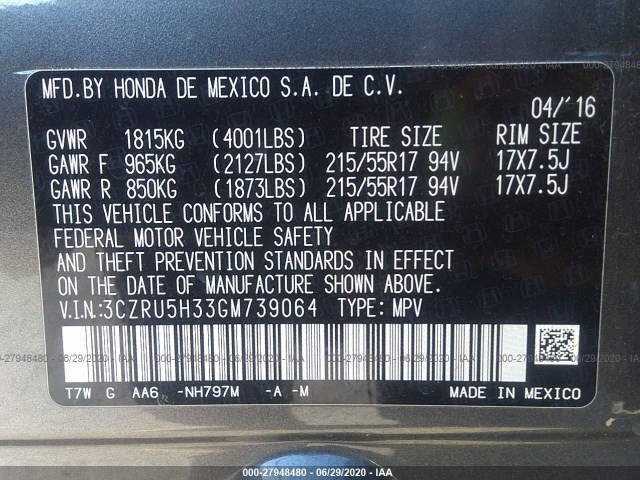 MFD.BY HONDA DE MEXICO S.A. DE C.V.
04/'16
GVWR 1815KG (4001LBS) TIRE SIZE RIM SIZE
GAWR F 965KG (2127LBS) 215/55R17 94V 17X7.5J
GAWR R 850KG (1873LBS) 215/55R17 94V 17X7.5J
THIS VEHICLE CONFORMS TO ALL APPLICABLE
FEDERAL MOTOR VEHICLE SAFETY
AND THEFT PREVENTION STANDARDS IN EFFECT
ON THE DATE OF MANUFACTURE SHOWN ABOVE.
V.I.N.:3CZRU5H33GM739064 TYPE: MPV
T7W G AA6 -NH797M -A -M MADE IN MEXICO
000-27948480 - 06/29/2020 - IAA